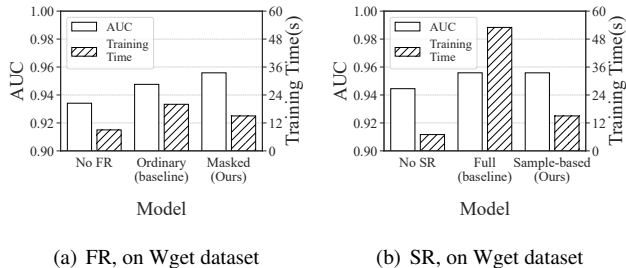 1.00
0.98
0.96
0.94
0.92
0.90
AUC
AUC
Training
Time
60
48
36
24
12
0
Training Time(s)
No FR
Ordinary
(baseline)
Masked
(Ours)
Model
(a) FR, on Wget dataset
1.00
0.98
0.96
0.94
0.92
0.90
AUC
AUC
Training
Time
60
48
36
24
12
0
Training Time(s)
No SR
Full
(baseline)
Sample-based
(Ours)
Model
(b) SR, on Wget dataset